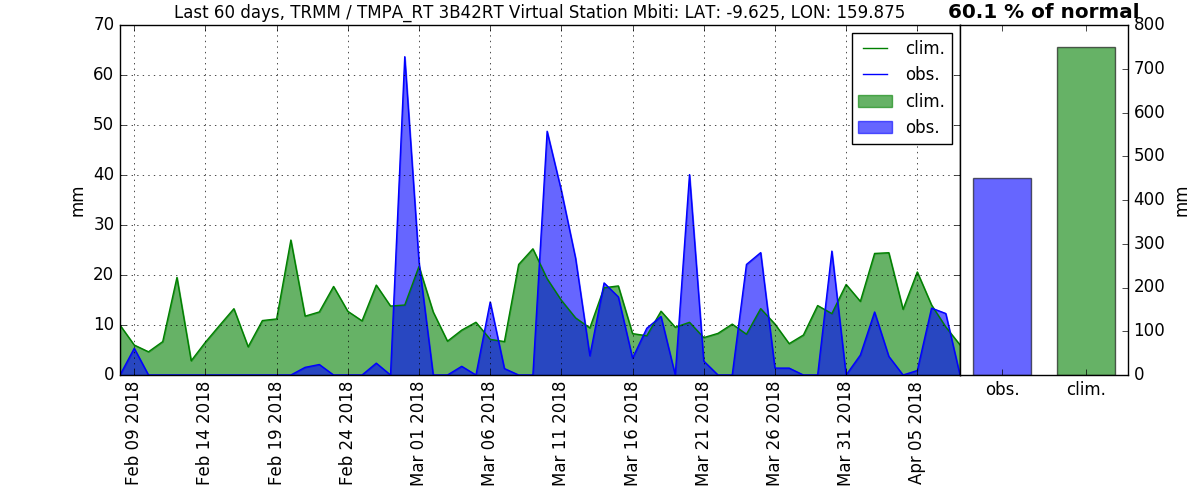 Last 60 days, TRMM / TMPA_RT 3B42RT Virtual Station Mbiti: LAT: -9.625, LON: 159.875
60.1 % of normal
70
60
50
40
30
20
10
0
mm
clim.
obs.
clim.
obs.
800
700
600
500
400
300
200
100
0
mm
obs.
clim.
Feb 09 2018
Feb 14 2018
Feb 19 2018
Feb 24 2018
Mar 01 2018
Mar 06 2018
Mar 11 2018
Mar 16 2018
Mar 21 2018
Mar 26 2018
Mar 31 2018
Apr 05 2018